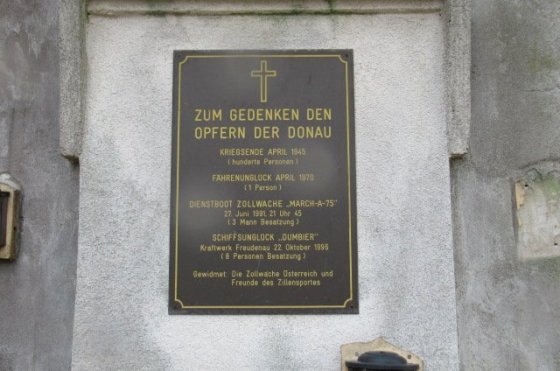 ZUM GEDENKEN DEN
OPFERN DER DONAU
KRIEGSENDE APRIL 1945
( hunderte Personen )
FÄHRENUNGLÜCK APRIL 1970
( 1 Person )
DIENSTBOOT ZOLLWACHE „MARCH-A-75"
27. Juni 1991, 21 Uhr 45
( 3 Mann Besatzung )
SCHIFFSUNGLÜCK „DUMBIER"
Kraftwerk Freudenau 22. Oktober 1996
( 8 Personen Besatzung )
Gewidmet: Die Zollwache Österreich und
Freunde des Zillensportes